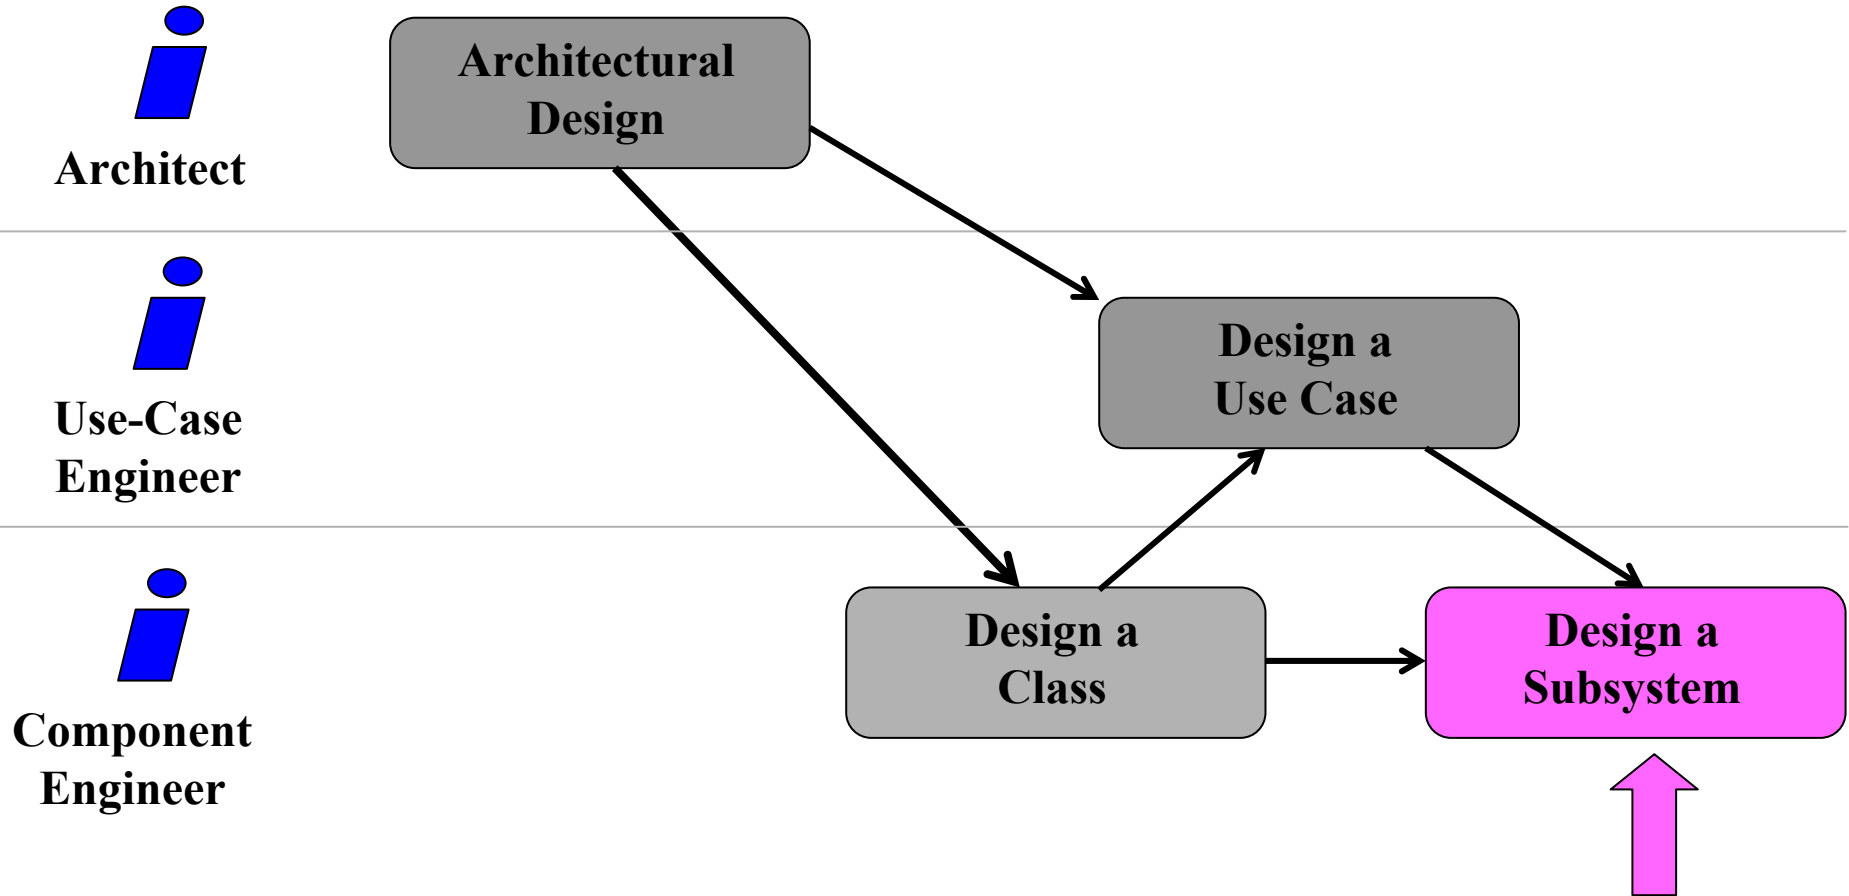 Architectural
Design
Architect
Design a
Use Case
Use-Case
Engineer
Design a
Class
Design a
Subsystem
Component
Engineer